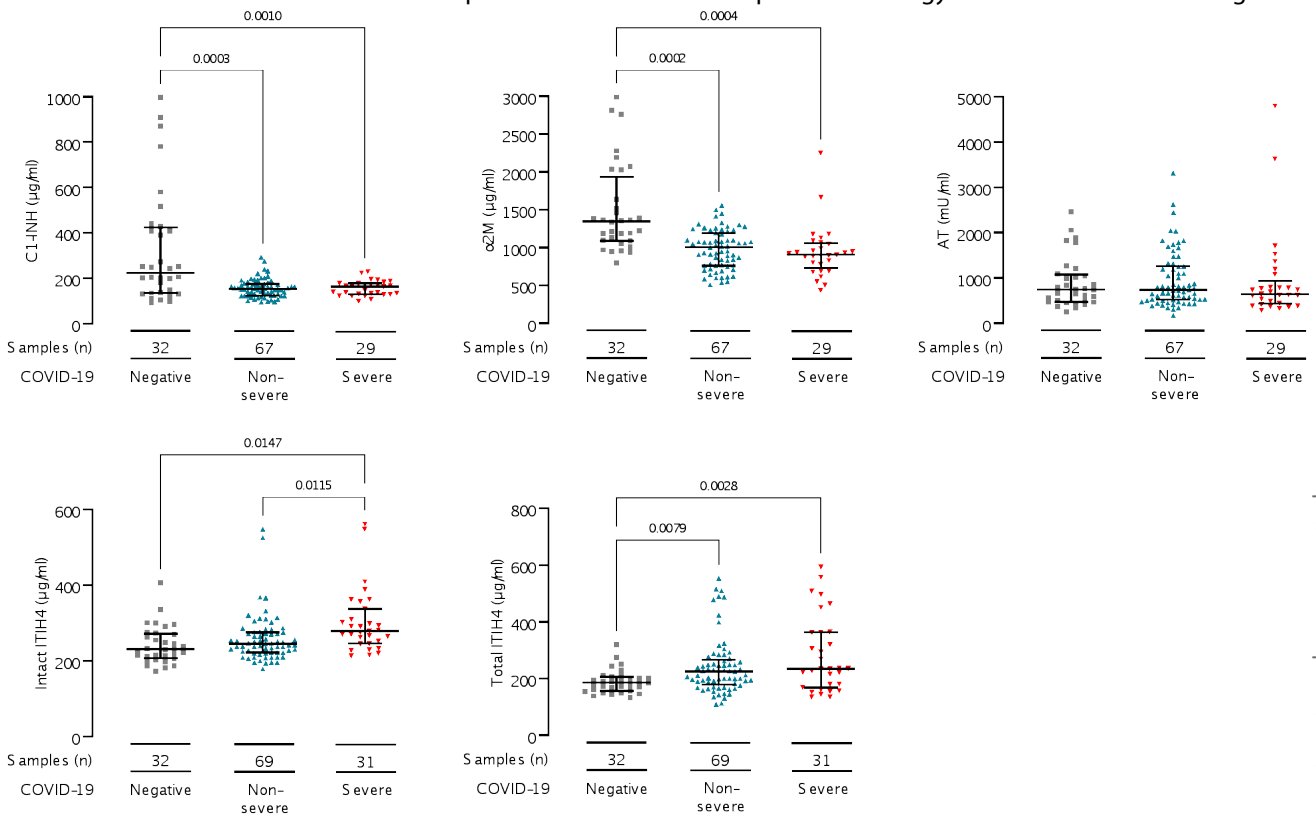 0.0010
0.0003
1000
800
600
400
200
0
C1-INH (µg/ml)
Samples (n) 32 67 29
COVID-19 Negative Non-severe Severe
0.0004
0.0002
3000
2500
2000
1500
1000
500
0
α2M (µg/ml)
Samples (n) 32 67 29
COVID-19 Negative Non-severe Severe
5000
4000
3000
2000
1000
0
AT (mU/ml)
Samples (n) 32 67 29
COVID-19 Negative Non-severe Severe
0.0147
0.0115
600
400
200
0
Intact ITIH4 (µg/ml)
Samples (n) 32 69 31
COVID-19 Negative Non-severe Severe
0.0028
0.0079
800
600
400
200
0
Total ITIH4 (µg/ml)
Samples (n) 32 69 31
COVID-19 Negative Non-severe Severe